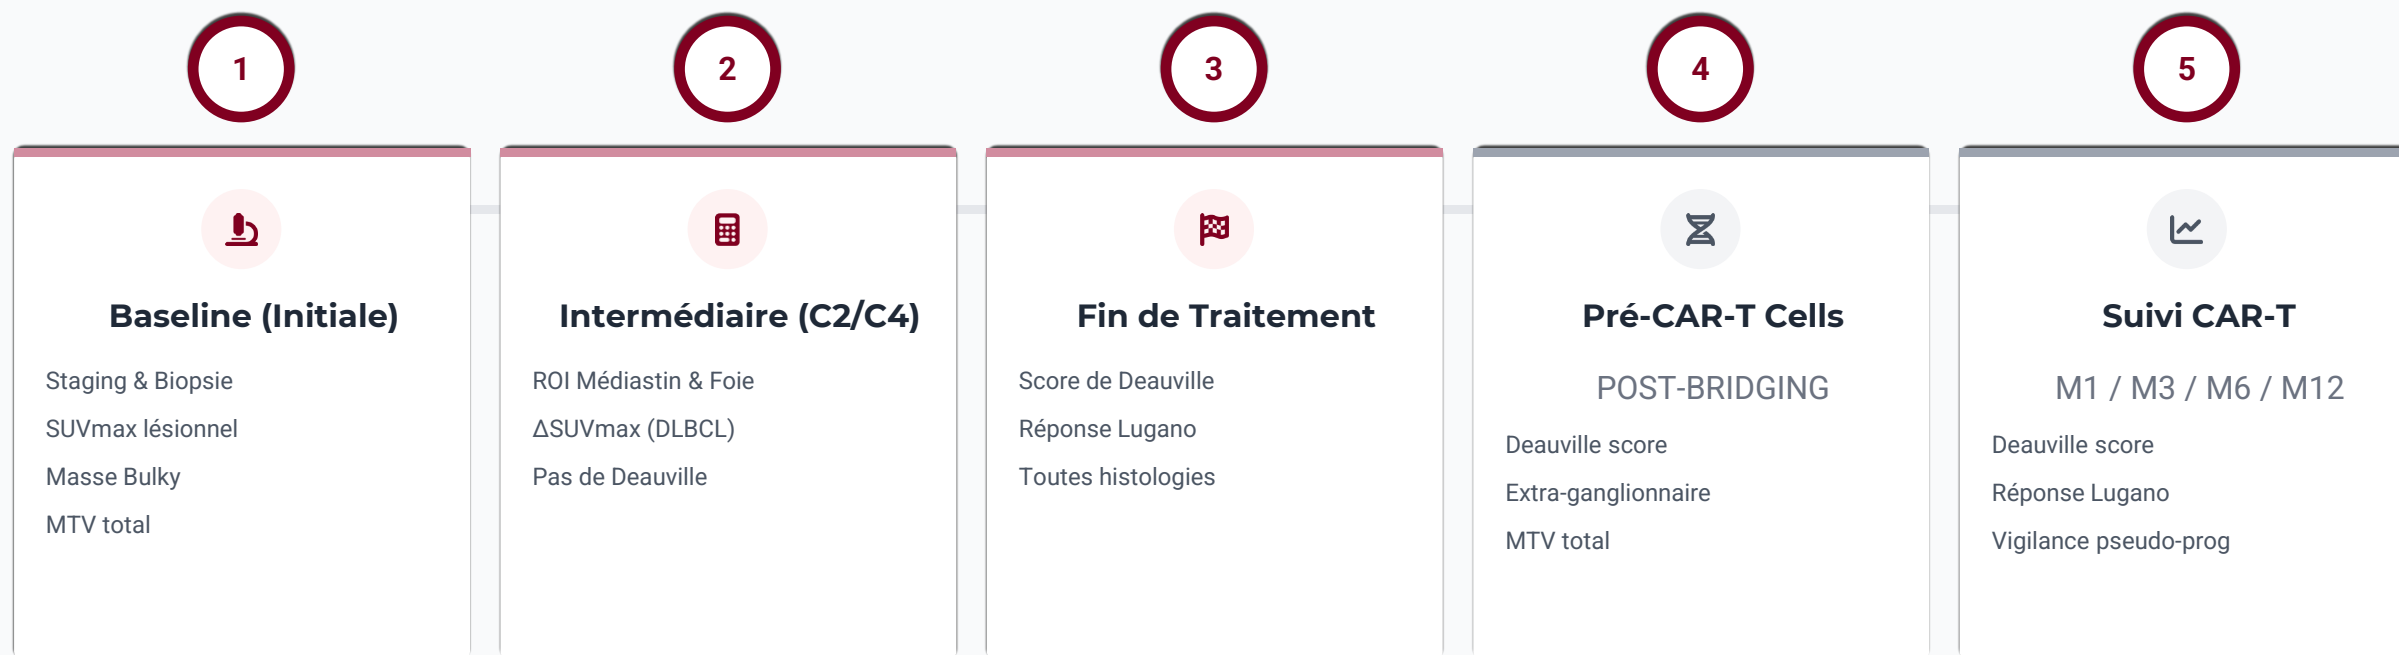 1
Baseline (Initiale)
Staging & Biopsie
SUVmax lésionnel
Masse Bulky
MTV total
2
Intermédiaire (C2/C4)
ROI Médiastin & Foie
ΔSUVmax (DLBCL)
Pas de Deauville
3
Fin de Traitement
Score de Deauville
Réponse Lugano
Toutes histologies
4
Pré-CAR-T Cells
POST-BRIDGING
Deauville score
Extra-ganglionnaire
MTV total
5
Suivi CAR-T
M1 / M3 / M6 / M12
Deauville score
Réponse Lugano
Vigilance pseudo-prog